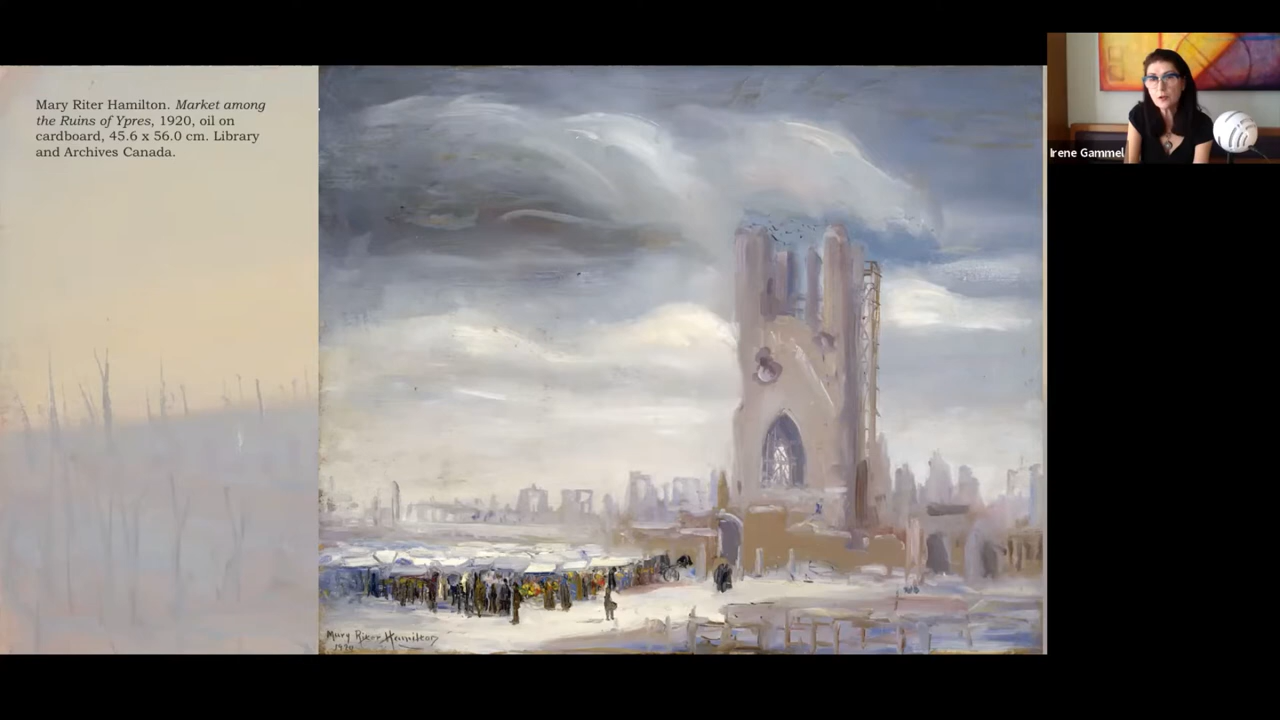 Mary Riter Hamilton. Market among
the Ruins of Ypres, 1920, oil on
cardboard, 45.6 x 56.0 cm. Library
and Archives Canada.
Irene Gammel
Mary Riter Hamilton
1920